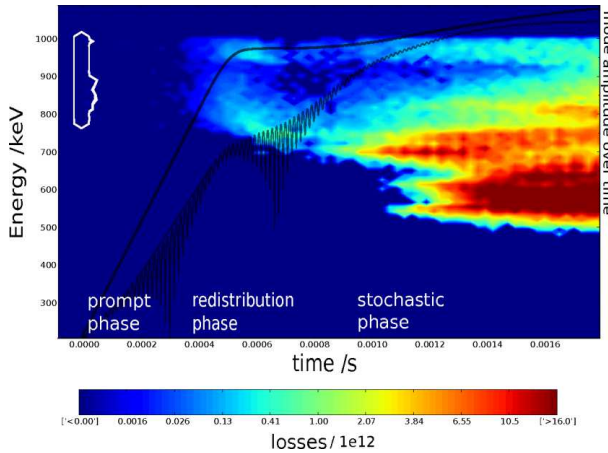 mode amplitude over time
Energy /keV
1000
900
800
700
600
500
400
300
prompt
phase
redistribution
phase
stochastic
phase
0.0000
0.0002
0.0004
0.0006
0.0008
0.0010
0.0012
0.0014
0.0016
time /s
['<0.00']
0.0016
0.026
0.13
0.41
1.00
2.07
3.84
6.55
10.5
['>16.0']
losses / 1e12